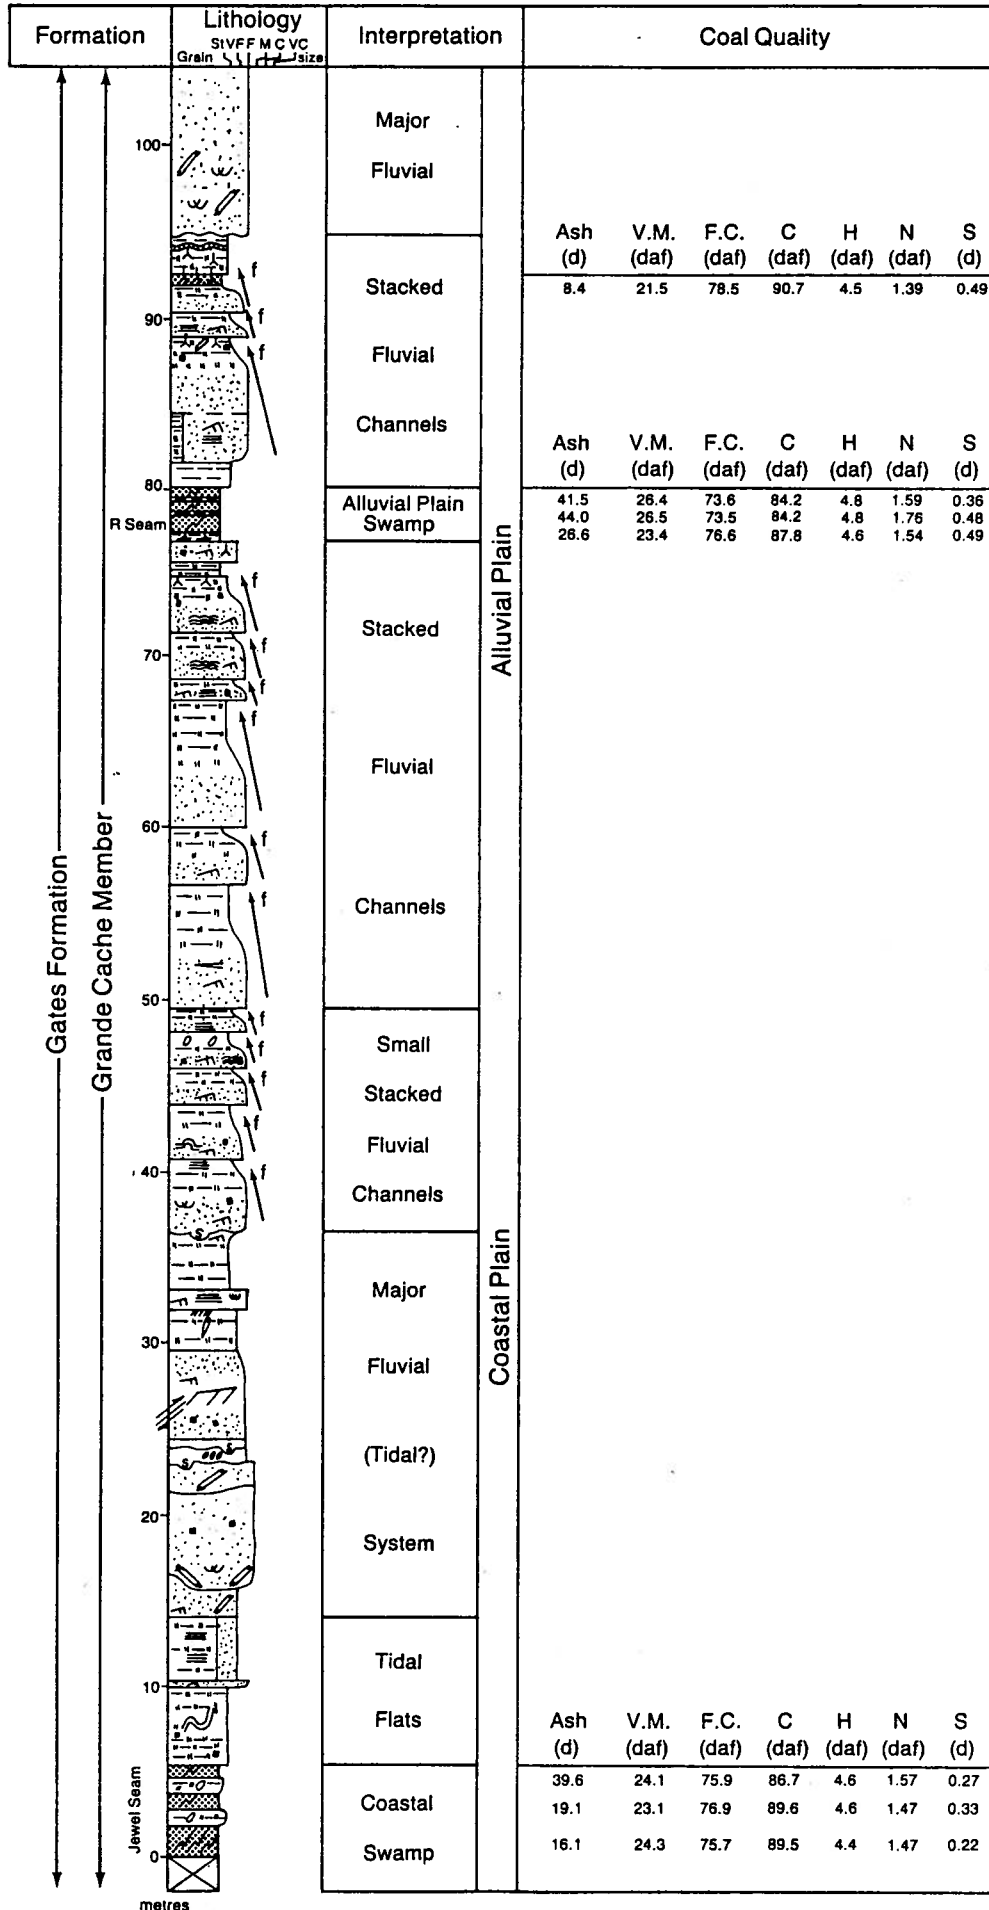 Formation
Lithology
St VF F M C VC
Grain size
Interpretation
Coal Quality
Major
Fluvial
100
Ash V.M. F.C. C H N S
(d) (daf) (daf) (daf) (daf) (daf) (d)
8.4 21.5 78.5 90.7 4.5 1.39 0.49
Stacked
Fluvial
Channels
f
90
f
f
Ash V.M. F.C. C H N S
(d) (daf) (daf) (daf) (daf) (daf) (d)
41.5 26.4 73.6 84.2 4.8 1.59 0.36
44.0 26.5 73.5 84.2 4.8 1.76 0.48
26.6 23.4 76.6 87.8 4.6 1.54 0.49
80
R Seam
Alluvial Plain
Swamp
Alluvial Plain
Stacked
Fluvial
Channels
f
f
70
f
f
60
f
f
50
Gates Formation
Grande Cache Member
Small
Stacked
Fluvial
Channels
f
f
f
f
40
f
s
Coastal Plain
Major
Fluvial
(Tidal?)
System
30
s
s
20
Tidal
Flats
10
Ash V.M. F.C. C H N S
(d) (daf) (daf) (daf) (daf) (daf) (d)
39.6 24.1 75.9 86.7 4.6 1.57 0.27
19.1 23.1 76.9 89.6 4.6 1.47 0.33
16.1 24.3 75.7 89.5 4.4 1.47 0.22
Jewel Seam
Coastal
Swamp
0
metres